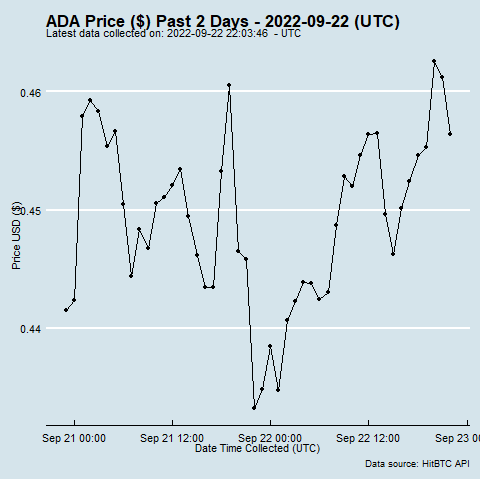 ADA Price ($) Past 2 Days - 2022-09-22 (UTC)
Latest data collected on: 2022-09-22 22:03:46 - UTC
0.46
0.45
0.44
Price USD ($)
Sep 21 00:00 Sep 21 12:00 Sep 22 00:00 Sep 22 12:00 Sep 23 00
Date Time Collected (UTC)
Data source: HitBTC API